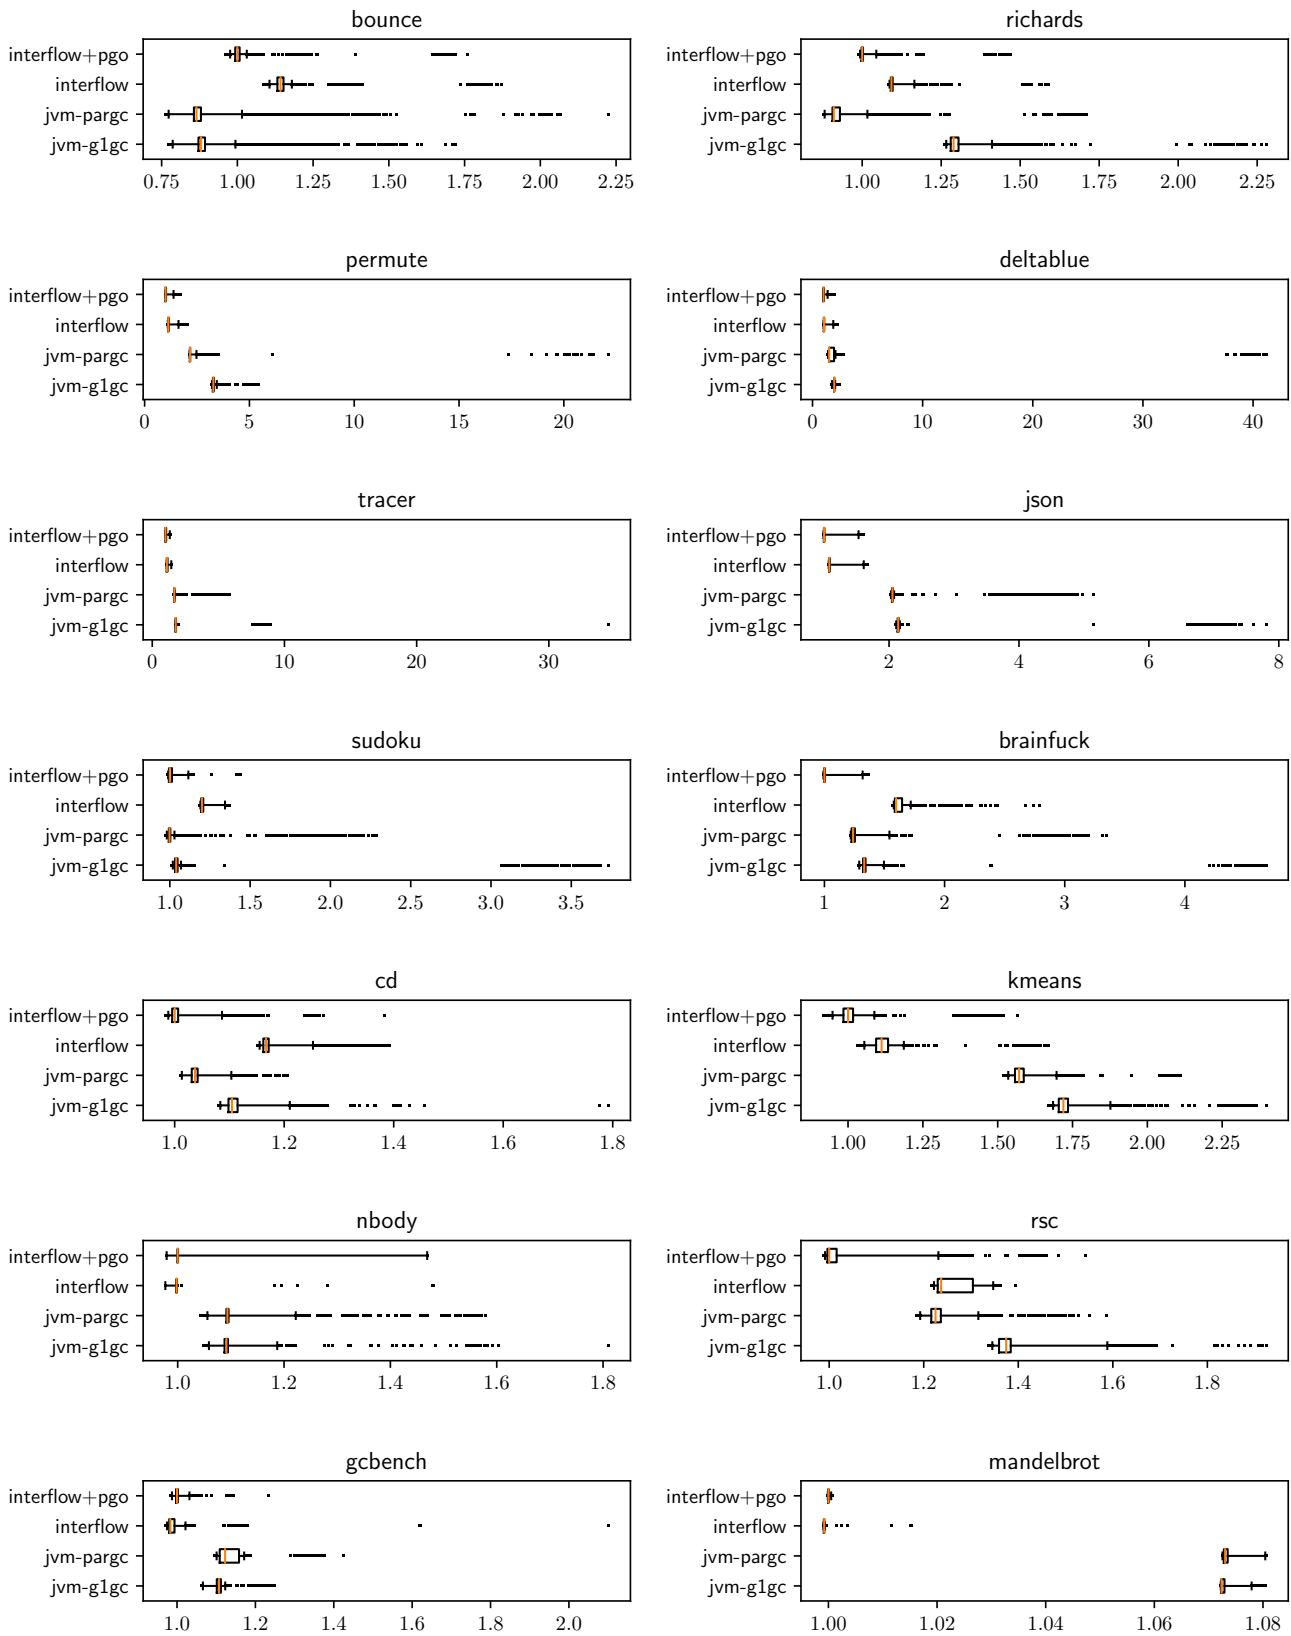 bounce
interflow+pgo
interflow
jvm-pargc
jvm-g1gc
0.75 1.00 1.25 1.50 1.75 2.00 2.25
richards
interflow+pgo
interflow
jvm-pargc
jvm-g1gc
1.00 1.25 1.50 1.75 2.00 2.25
permute
interflow+pgo
interflow
jvm-pargc
jvm-g1gc
0 5 10 15 20
deltablue
interflow+pgo
interflow
jvm-pargc
jvm-g1gc
0 10 20 30 40
tracer
interflow+pgo
interflow
jvm-pargc
jvm-g1gc
0 10 20 30
json
interflow+pgo
interflow
jvm-pargc
jvm-g1gc
2 4 6 8
sudoku
interflow+pgo
interflow
jvm-pargc
jvm-g1gc
1.0 1.5 2.0 2.5 3.0 3.5
brainfuck
interflow+pgo
interflow
jvm-pargc
jvm-g1gc
1 2 3 4
cd
interflow+pgo
interflow
jvm-pargc
jvm-g1gc
1.0 1.2 1.4 1.6 1.8
kmeans
interflow+pgo
interflow
jvm-pargc
jvm-g1gc
1.00 1.25 1.50 1.75 2.00 2.25
nbody
interflow+pgo
interflow
jvm-pargc
jvm-g1gc
1.0 1.2 1.4 1.6 1.8
rsc
interflow+pgo
interflow
jvm-pargc
jvm-g1gc
1.0 1.2 1.4 1.6 1.8
gcbench
interflow+pgo
interflow
jvm-pargc
jvm-g1gc
1.0 1.2 1.4 1.6 1.8 2.0
mandelbrot
interflow+pgo
interflow
jvm-pargc
jvm-g1gc
1.00 1.02 1.04 1.06 1.08